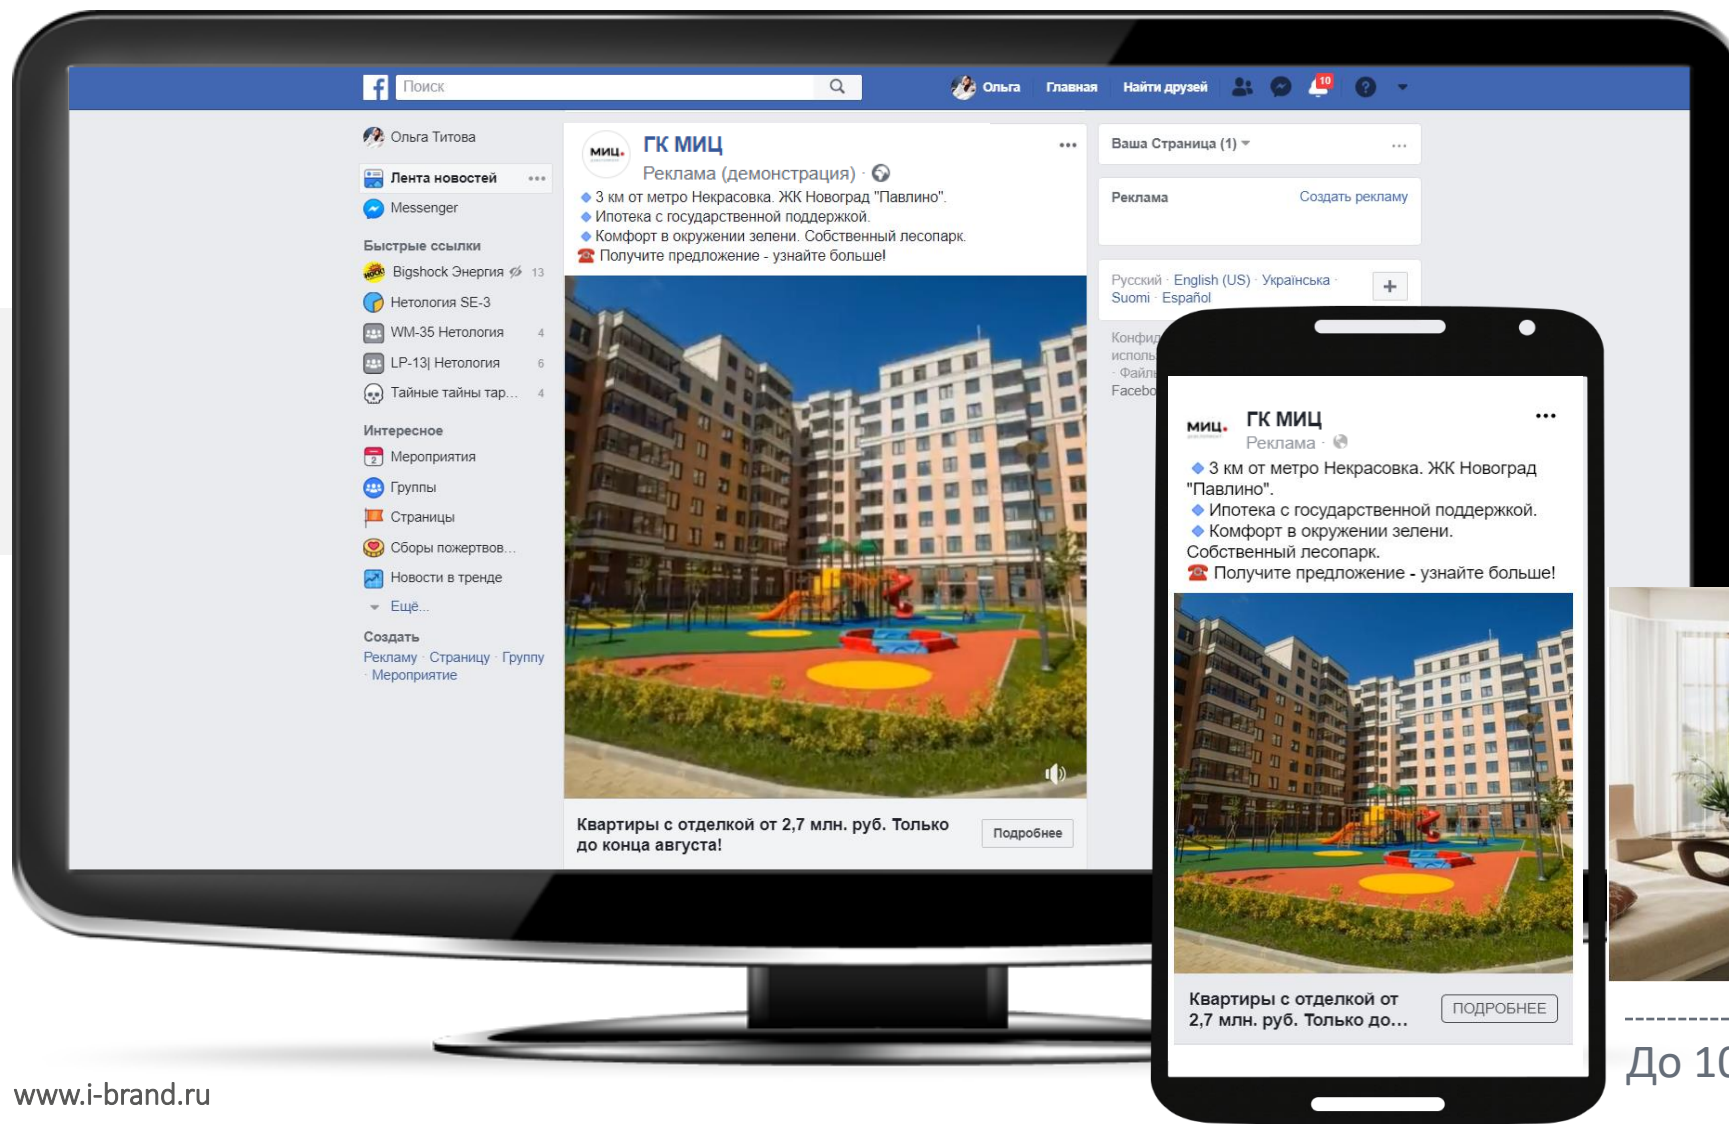 Поиск
Ольга
Главная
Найти друзей
10
Ольга Титова
Лента новостей
Messenger
Быстрые ссылки
Bigshock Энергия 13
Нетология SE-3
WM-35 Нетология 4
LP-13| Нетология 6
Тайные тайны тар... 4
Интересное
Мероприятия
Группы
Страницы
Сборы пожертвов...
Новости в тренде
Ещё...
Создать
Рекламу · Страницу · Группу
· Мероприятие
миц.
ГК МИЦ
Реклама (демонстрация) ·
3 км от метро Некрасовка. ЖК Новоград "Павлино".
Ипотека с государственной поддержкой.
Комфорт в окружении зелени. Собственный лесопарк.
Получите предложение - узнайте больше!
Квартиры с отделкой от 2,7 млн. руб. Только
до конца августа!
Подробнее
Ваша Страница (1)
Реклама
Создать рекламу
Русский · English (US) · Українська ·
Suomi · Español
Конфид
исполь
· Файлы
Facebo
миц.
ГК МИЦ
Реклама ·
3 км от метро Некрасовка. ЖК Новоград
"Павлино".
Ипотека с государственной поддержкой.
Комфорт в окружении зелени.
Собственный лесопарк.
Получите предложение - узнайте больше!
Квартиры с отделкой от
2,7 млн. руб. Только до...
ПОДРОБНЕЕ
До 10
www.i-brand.ru